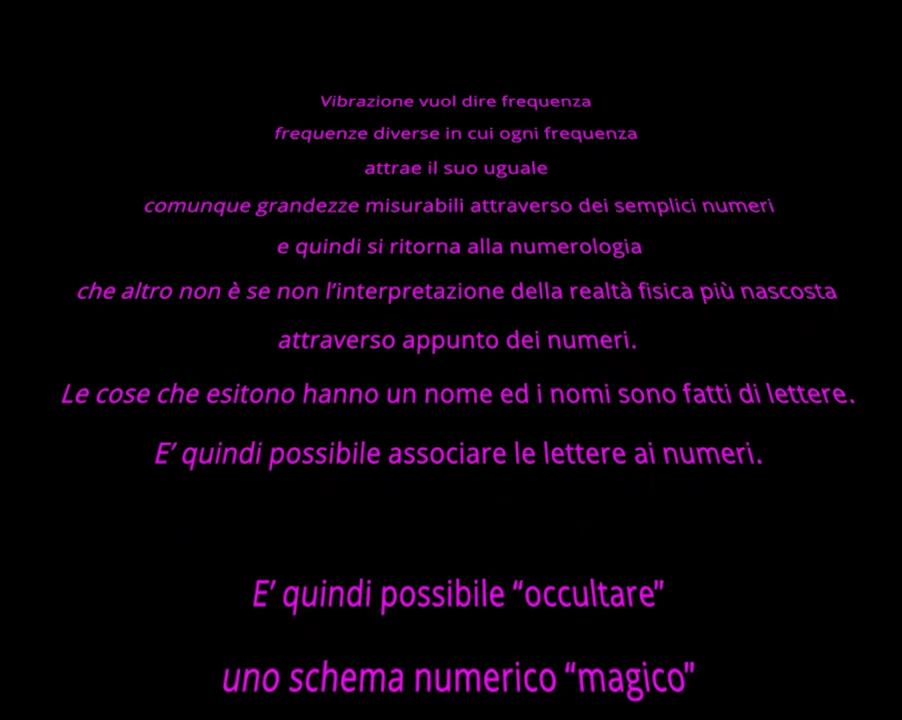 Vibrazione vuol dire frequenza
frequenze diverse in cui ogni frequenza
attrae il suo uguale
comunque grandezze misurabili attraverso dei semplici numeri
e quindi si ritorna alla numerologia
che altro non è se non l’interpretazione della realtà fisica più nascosta
attraverso appunto dei numeri.
Le cose che esitono hanno un nome ed i nomi sono fatti di lettere.
E’ quindi possibile associare le lettere ai numeri.
E’ quindi possibile “occultare”
uno schema numerico “magico”